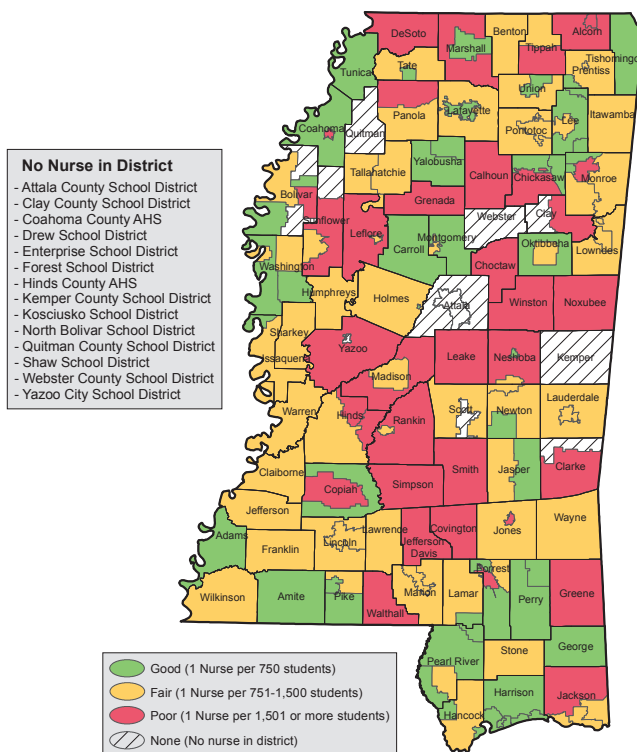 DeSoto
Benton
Alcorn
Marshall
Tippah
Tishomingo
Tunica
Tate
Prentiss
Union
Lafayette
Panola
Lee
Itawamba
Coahoma
Quitman
Pontotoc
No Nurse in District
- Attala County School District
- Clay County School District
- Coahoma County AHS
- Drew School District
- Enterprise School District
- Forest School District
- Hinds County AHS
- Kemper County School District
- Kosciusko School District
- North Bolivar School District
- Quitman County School District
- Shaw School District
- Webster County School District
- Yazoo City School District
Yalobusha
Tallahatchie
Calhoun
Chickasaw
Monroe
Bolivar
Grenada
Sunflower
Leflore
Webster
Clay
Montgomery
Carroll
Oktibbeha
Lowndes
Washington
Choctaw
Humphreys
Holmes
Winston
Noxubee
Attala
Sharkey
Issaquena
Yazoo
Leake
Neshoba
Kemper
Madison
Warren
Hinds
Rankin
Scott
Newton
Lauderdale
Claiborne
Smith
Jasper
Clarke
Copiah
Simpson
Jefferson
Wayne
Adams
Franklin
Lincoln
Lawrence
Jefferson
Davis
Covington
Jones
Wilkinson
Amite
Pike
Walthall
Marion
Lamar
Forrest
Perry
Greene
Pearl River
Stone
George
Harrison
Jackson
Hancock
Good (1 Nurse per 750 students)
Fair (1 Nurse per 751-1,500 students)
Poor (1 Nurse per 1,501 or more students)
None (No nurse in district)